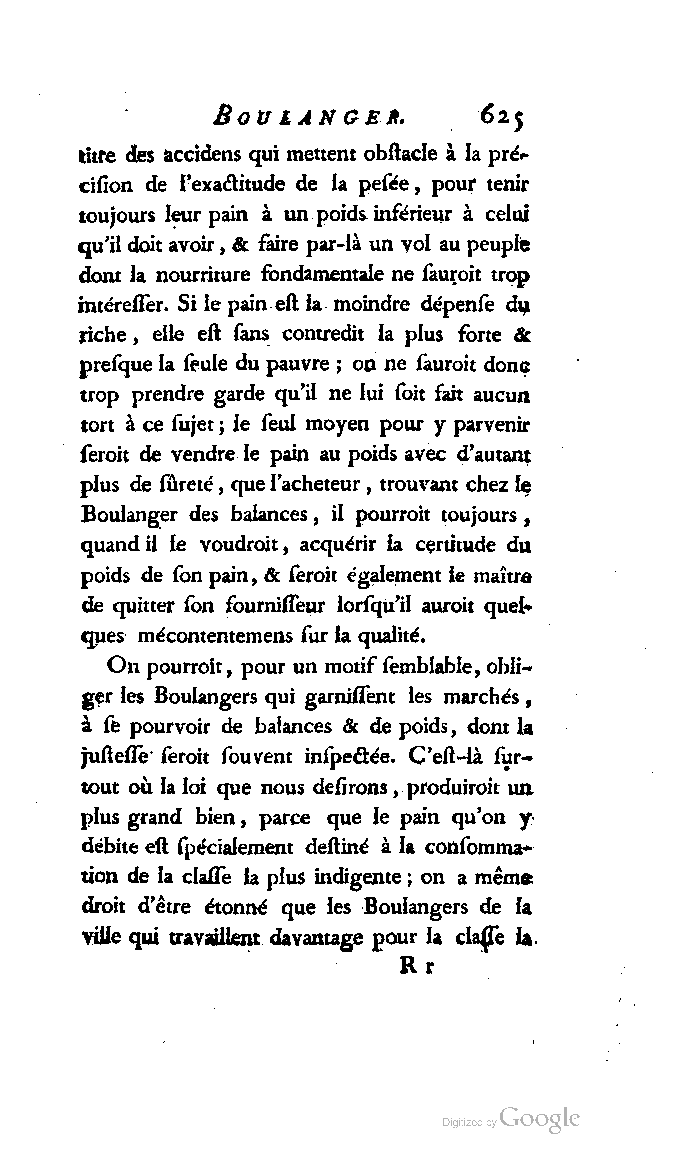 BOULANGER. 625
titre des accidens qui mettent obſtacle à la pré-
ciſion de l'exactitude de la peſée, pour tenir
toujours leur pain à un poids inférieur à celui
qu'il doit avoir, & faire par-là un vol au peuple
dont la nourriture fondamentale ne ſauroit trop
intéreſſer. Si le pain eſt la moindre dépenſe du
riche, elle eſt ſans contredit la plus forte &
preſque la ſeule du pauvre; on ne ſauroit donc
trop prendre garde qu'il ne lui ſoit fait aucun
tort à ce ſujet; le ſeul moyen pour y parvenir
ſeroit de vendre le pain au poids avec d'autant
plus de ſûreté, que l'acheteur, trouvant chez le
Boulanger des balances, il pourroit toujours,
quand il le voudroit, acquérir la certitude du
poids de ſon pain, & ſeroit également le maître
de quitter ſon fourniſſeur lorſqu'il auroit quel-
ques mécontentemens ſur la qualité.
On pourroit, pour un motif ſemblable, obli-
ger les Boulangers qui garniſſent les marchés,
à ſe pourvoir de balances & de poids, dont la
juſteſſe ſeroit ſouvent inſpectée. C'eſt-là ſur-
tout où la loi que nous deſirons, produiroit un
plus grand bien, parce que le pain qu'on y
débite eſt ſpécialement deſtiné à la conſomma-
tion de la claſſe la plus indigente; on a même
droit d'être étonné que les Boulangers de la
ville qui travaillent davantage pour la claſſe la
R r
Digitized by Google